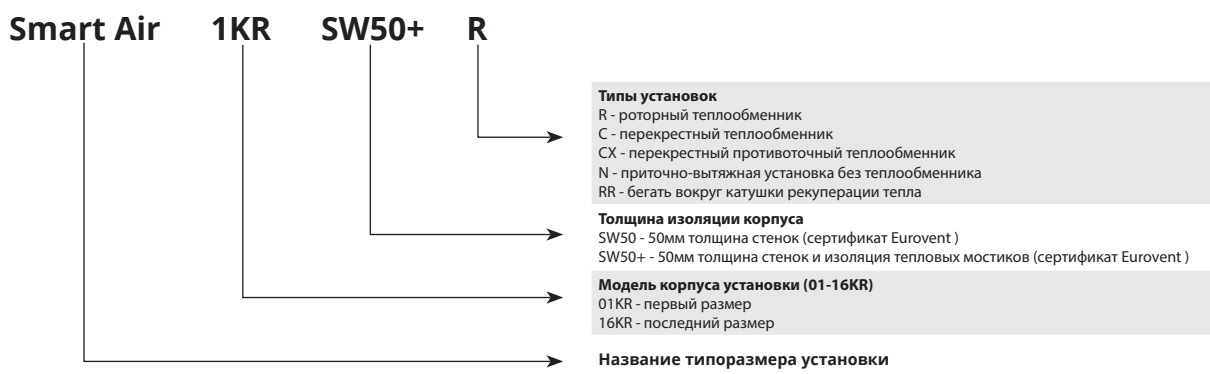 Smart Air 1KR SW50+ R
Типы установок
R - роторный теплообменник
C - перекрестный теплообменник
CX - перекрестный противоточный теплообменник
N - приточно-вытяжная установка без теплообменника
RR - бегать вокруг катушки рекуперации тепла
Толщина изоляции корпуса
SW50 - 50мм толщина стенок (сертификат Eurovent )
SW50+ - 50мм толщина стенок и изоляция тепловых мостиков (сертификат Eurovent )
Модель корпуса установки (01-16KR)
01KR - первый размер
16KR - последний размер
Название типоразмера установки